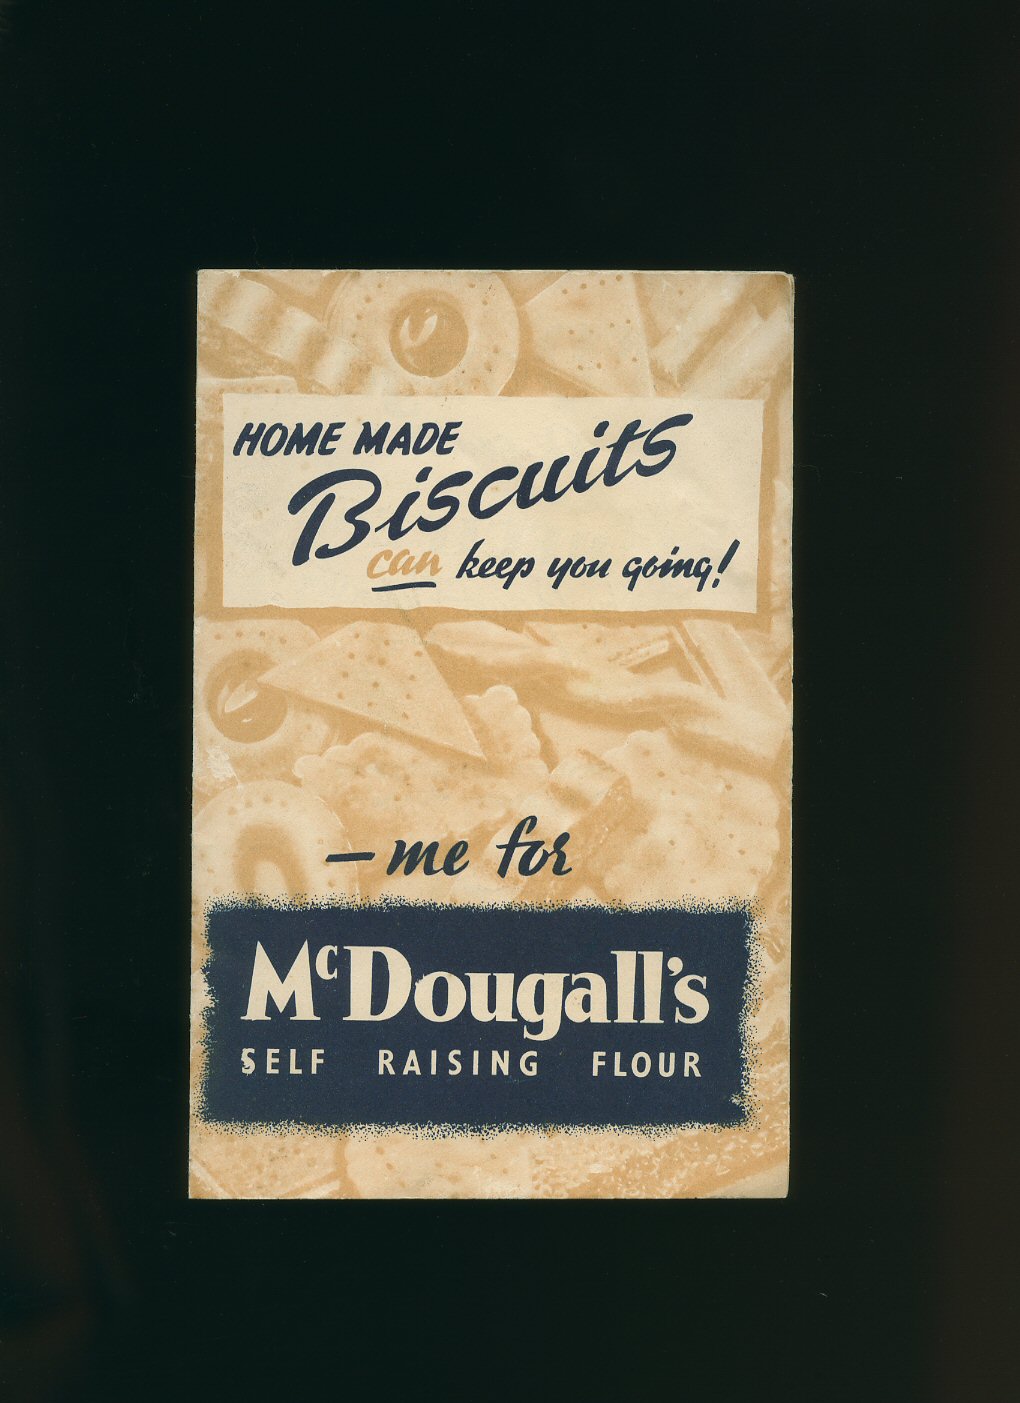 HOME MADE
Biscuits
can keep you going!
— me for
McDougall's
SELF RAISING FLOUR